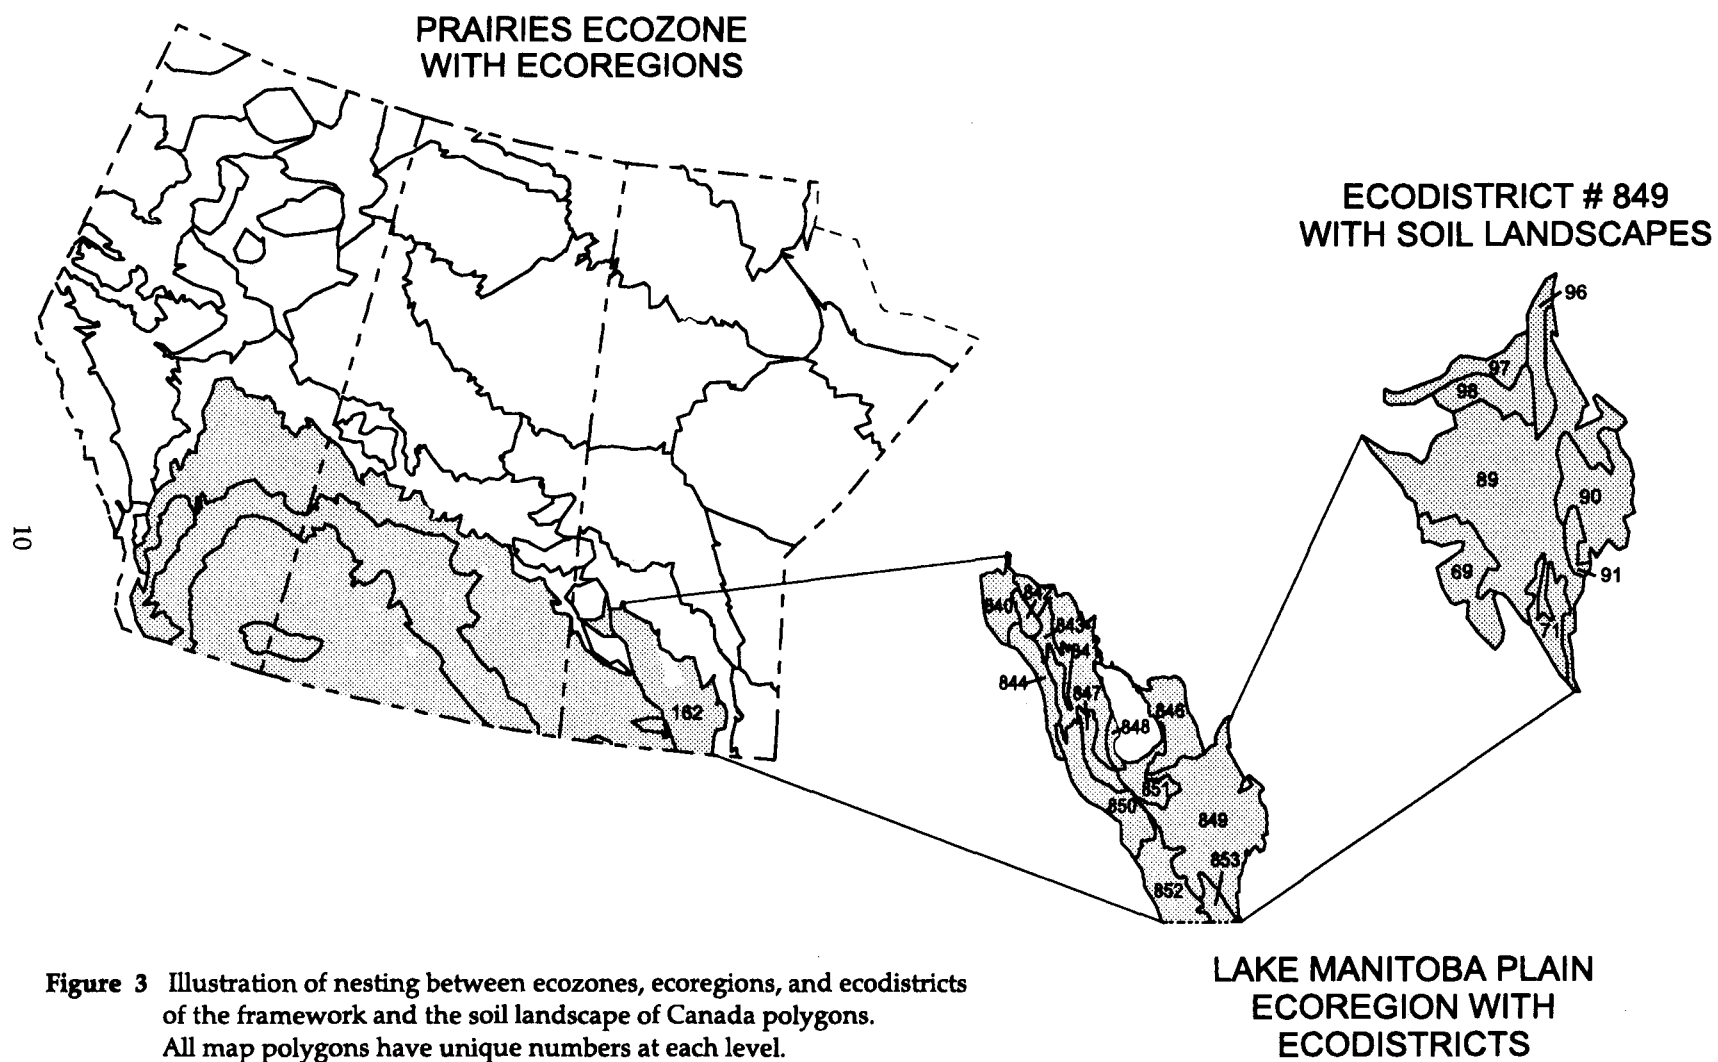 PRAIRIES ECOZONE
WITH ECOREGIONS
ECODISTRICT # 849
WITH SOIL LANDSCAPES
96
97
98
89
90
69
91
71
10
162
840
842
843
844
847
848
846
851
850
849
853
852
LAKE MANITOBA PLAIN
ECOREGION WITH
ECODISTRICTS
Figure 3 Illustration of nesting between ecozones, ecoregions, and ecodistricts
of the framework and the soil landscape of Canada polygons.
All map polygons have unique numbers at each level.